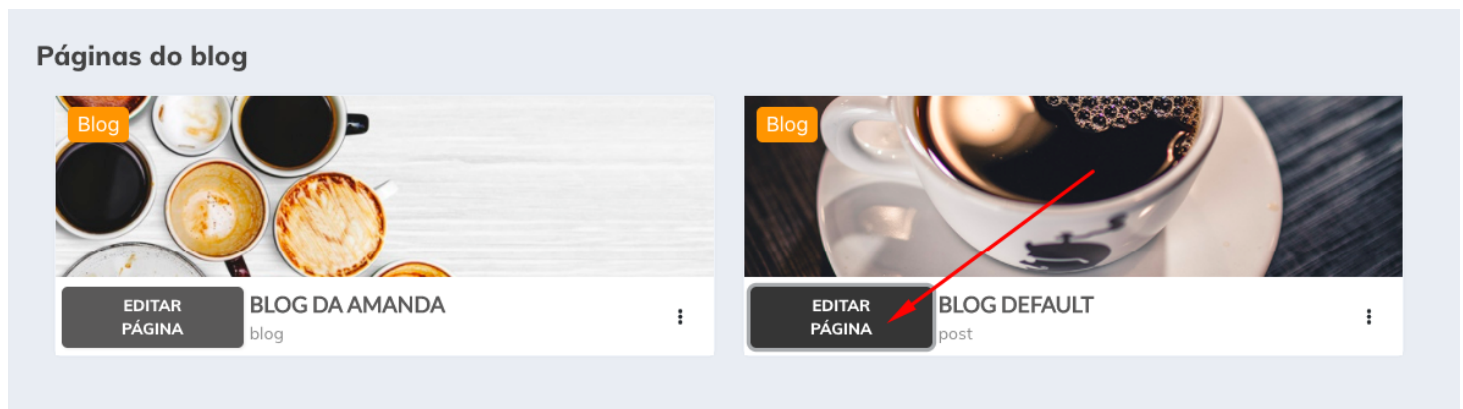 Páginas do blog
Blog
EDITAR
PÁGINA
BLOG DA AMANDA
blog
Blog
EDITAR
PÁGINA
BLOG DEFAULT
post